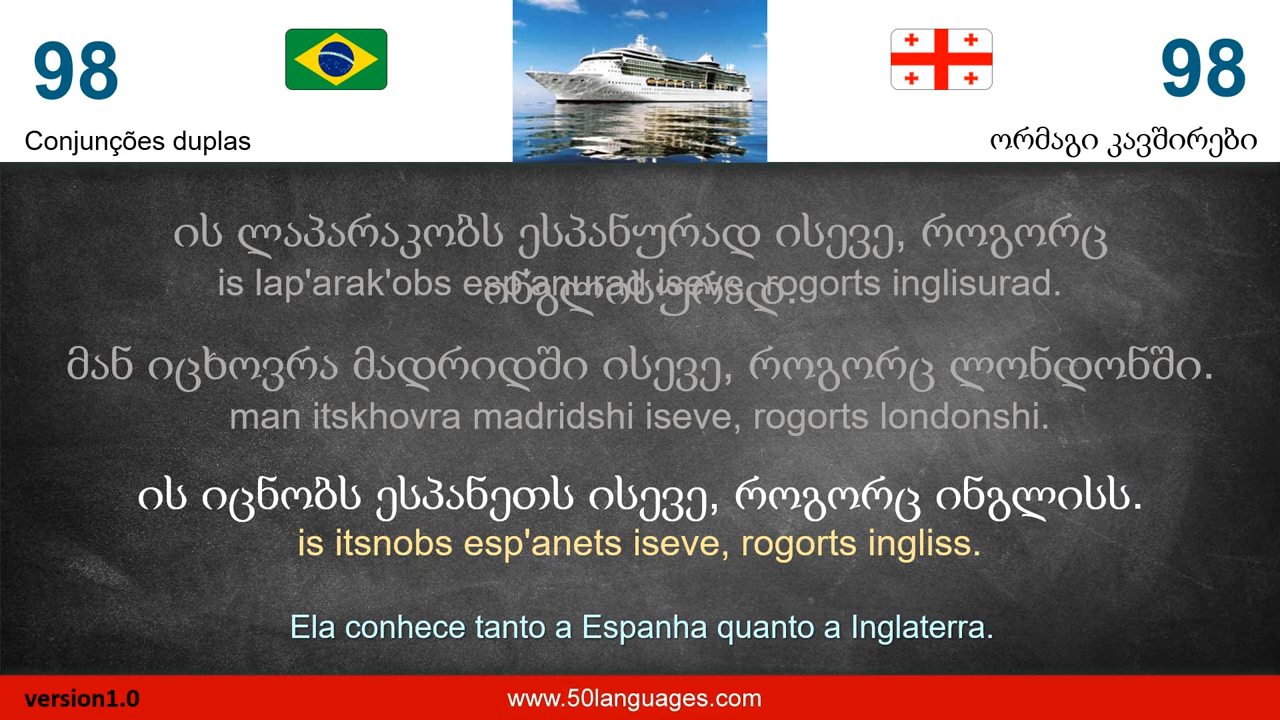 98
98
Conjunções duplas
ორმაგი კავშირები
ის ლაპარაკობს ესპანურად ისევე, როგორც
ინგლისურად.
is lap'arak'obs esp'anurad iseve, rogorts inglisurad.
მან იცხოვრა მადრიდში ისევე, როგორც ლონდონში.
man itskhovra madridshi iseve, rogorts londonshi.
ის იცნობს ესპანეთს ისევე, როგორც ინგლისს.
is itsnobs esp'anets iseve, rogorts ingliss.
Ela conhece tanto a Espanha quanto a Inglaterra.
version1.0
www.50languages.com